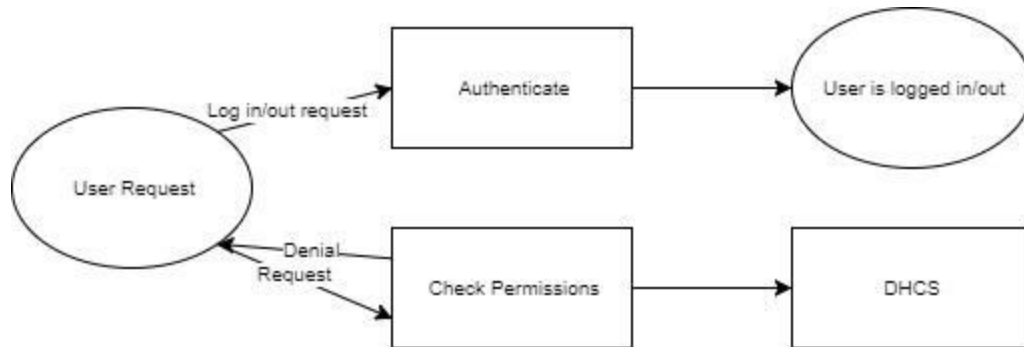 Authenticate
User is logged in/out
Log in/out request
User Request
Denial
Request
Check Permissions
DHCS